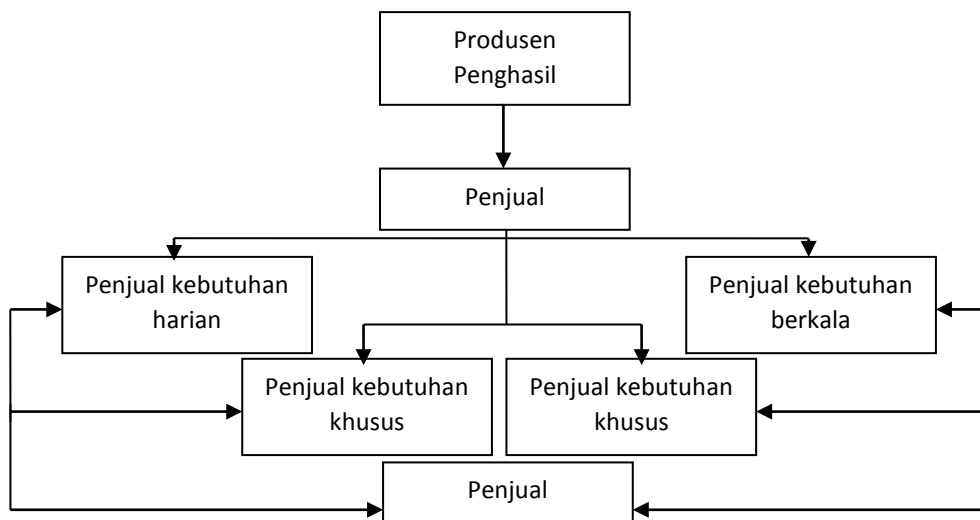 Produsen
Penghasil
Penjual
Penjual kebutuhan
harian
Penjual kebutuhan
berkala
Penjual kebutuhan
khusus
Penjual kebutuhan
khusus
Penjual